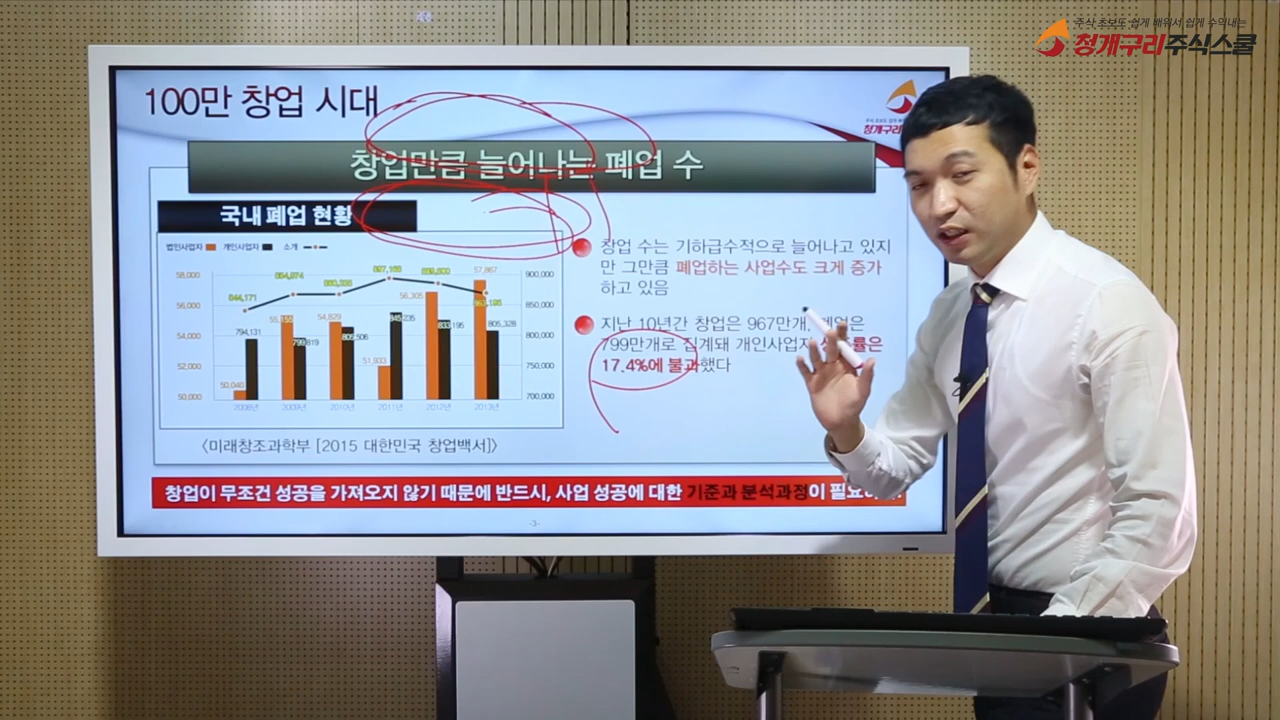 주식 초보도 쉽게 배워서 쉽게 수익내는
청개구리주식스쿨
100만 창업 시대
청개구리
창업만큼 늘어나는 폐업 수
국내 폐업 현황
법인사업자 개인사업자 소개
58,000 56,000 54,000 52,000 50,000
900,000 850,000 800,000 750,000 700,000
844,171
794,131 50,040
54,829
51,933
56,305
57,867 805,328
2008년 2009년 2010년 2011년 2012년 2013년
<미래창조과학부 [2015 대한민국 창업백서]>
창업 수는 기하급수적으로 늘어나고 있지
만 그만큼 폐업하는 사업수도 크게 증가
하고 있음
지난 10년간 창업은 967만개, 폐업은
799만개로 집계돼 개인사업자
17.4%에 불과했다
창업이 무조건 성공을 가져오지 않기 때문에 반드시, 사업 성공에 대한 기준과 분석과정이
-3-